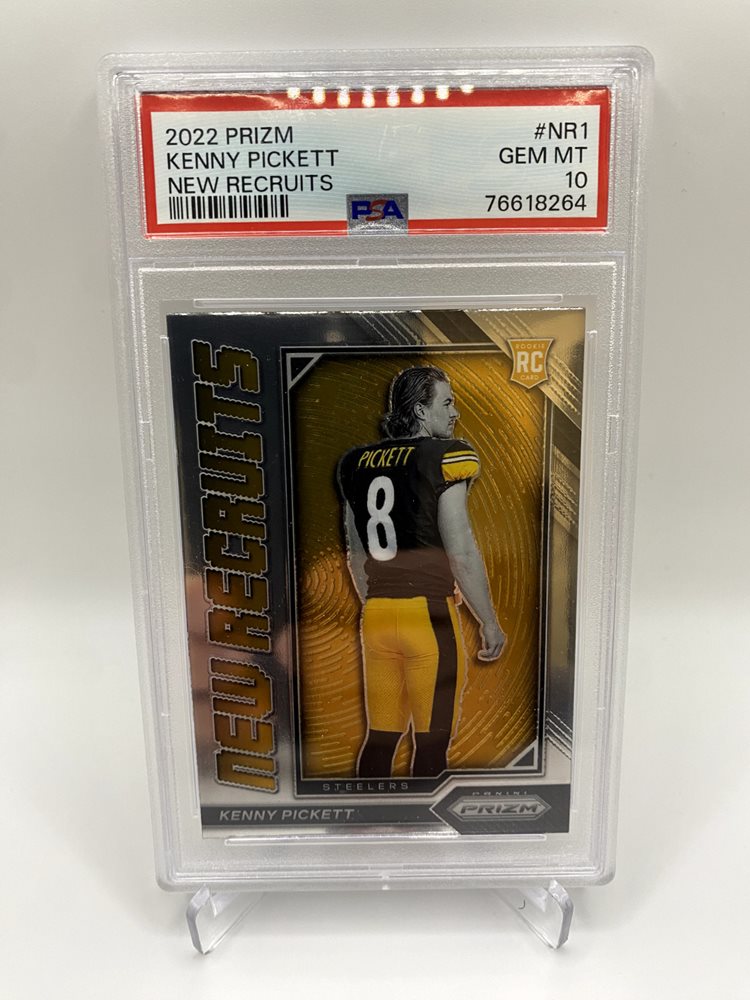 2022 PRIZM #NR1
KENNY PICKETT GEM MT
NEW RECRUITS 10
PSA 76618264
NEW RECRUITS
ROOKIE
RC
CARD
PICKETT
8
STEELERS
KENNY PICKETT
PANINI
PRIZM